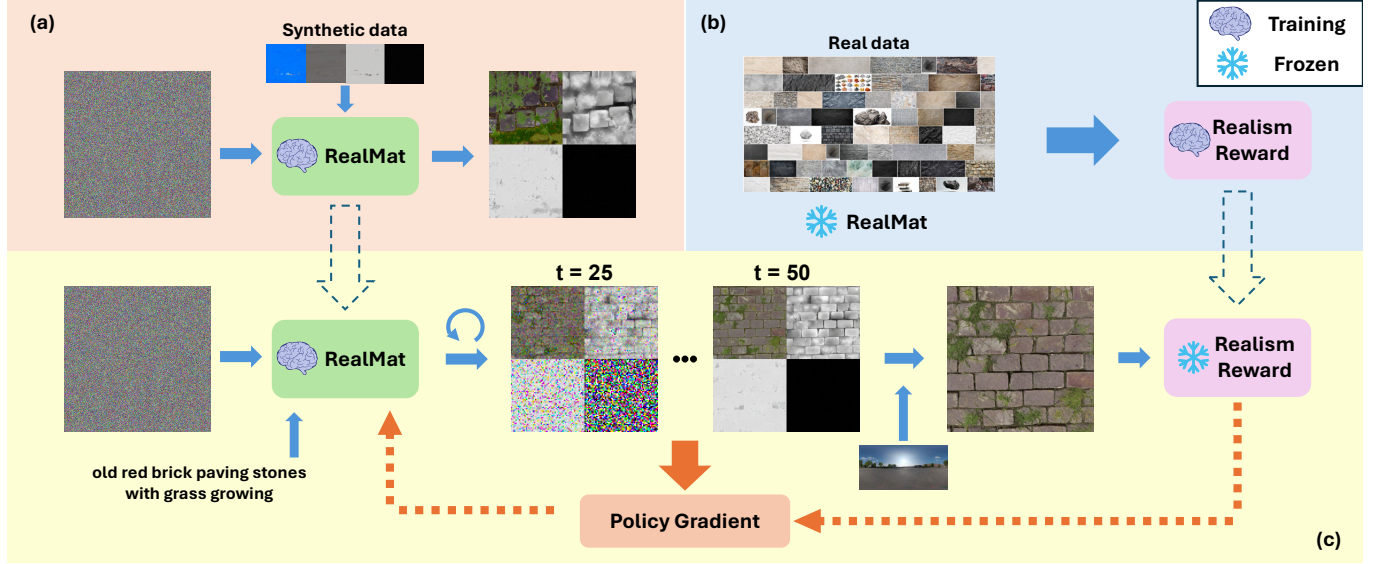 (a)
Synthetic data
RealMat
(b)
Real data
RealMat
Realism
Reward
Training
Frozen
t = 25
t = 50
RealMat
Realism
Reward
old red brick paving stones
with grass growing
Policy Gradient
(c)